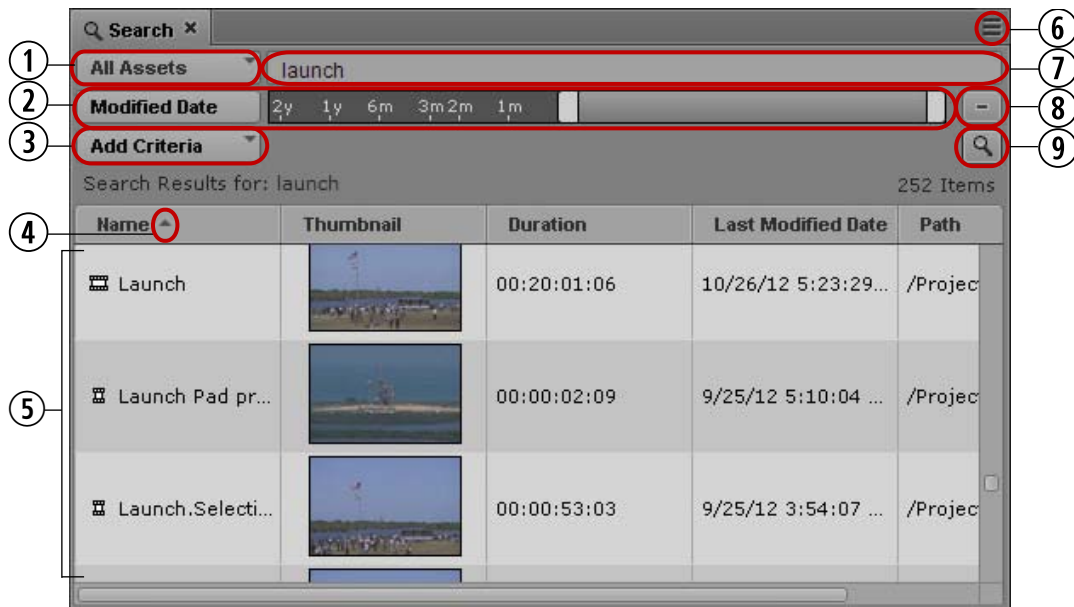 Search ×
6
1
All Assets
launch
7
2
Modified Date
2y 1y 6m 3m 2m 1m
-
8
3
Add Criteria
9
Search Results for: launch
252 Items
4
Name Thumbnail Duration Last Modified Date Path
Launch 00:20:01:06 10/26/12 5:23:29... /Projec
5
Launch Pad pr... 00:00:02:09 9/25/12 5:10:04 ... /Projec
Launch.Selecti... 00:00:53:03 9/25/12 3:54:07 ... /Projec